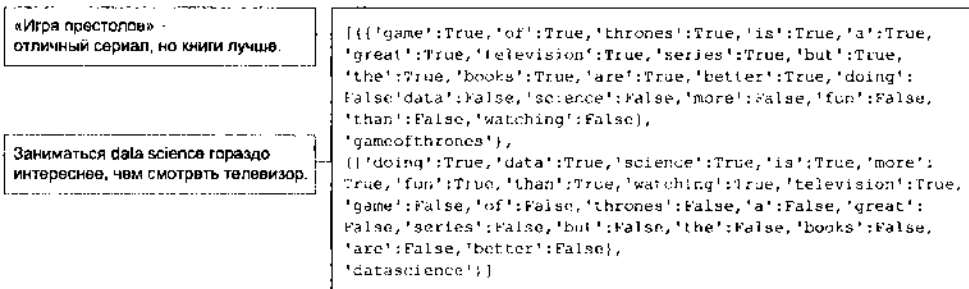 «Игра престолов» -
отличный сериал, но книги лучше.
Заниматься data science гораздо
интереснее, чем смотреть телевизор.
[({'game':True,'of':True,'thrones':True,'is':True,'a':True,
'great':True,'television':True,'series':True,'but':True,
'the':True,'books':True,'are':True,'better':True,'doing':
False'data':False,'science':False,'more':False,'fun':False,
'than':False,'watching':False},
'gameofthrones'),
({'doing':True,'data':True,'science':True,'is':True,'more':
True,'fun':True,'than':True,'watching':True,'television':True,
'game':False,'of':False,'thrones':False,'a':False,'great':
False,'series':False,'but':False,'the':False,'books':False,
'are':False,'better':False},
'datascience')]